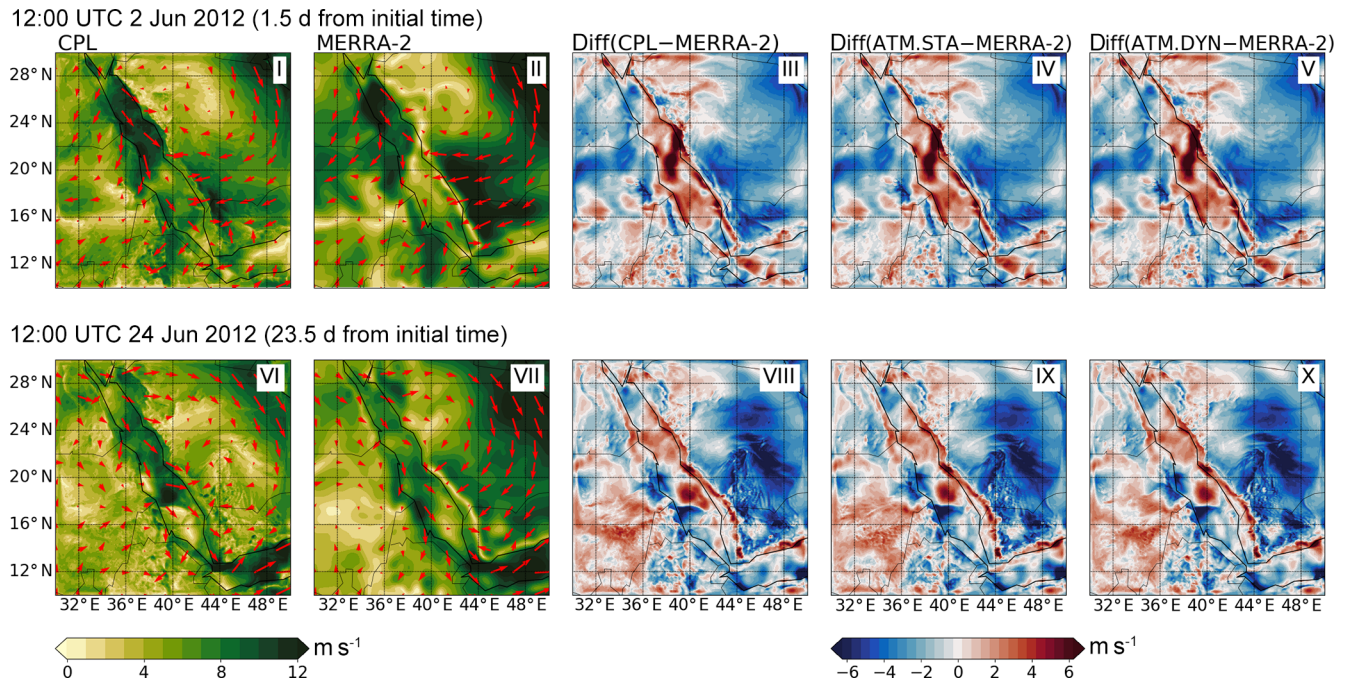 12:00 UTC 2 Jun 2012 (1.5 d from initial time)
CPL MERRA-2 Diff(CPL−MERRA-2) Diff(ATM.STA−MERRA-2) Diff(ATM.DYN−MERRA-2)
I II III IV V
28° N
24° N
20° N
16° N
12° N
12:00 UTC 24 Jun 2012 (23.5 d from initial time)
VI VII VIII IX X
28° N
24° N
20° N
16° N
12° N
32° E 36° E 40° E 44° E 48° E 32° E 36° E 40° E 44° E 48° E 32° E 36° E 40° E 44° E 48° E 32° E 36° E 40° E 44° E 48° E 32° E 36° E 40° E 44° E 48° E
m s⁻¹ m s⁻¹
0 4 8 12 −6 −4 −2 0 2 4 6